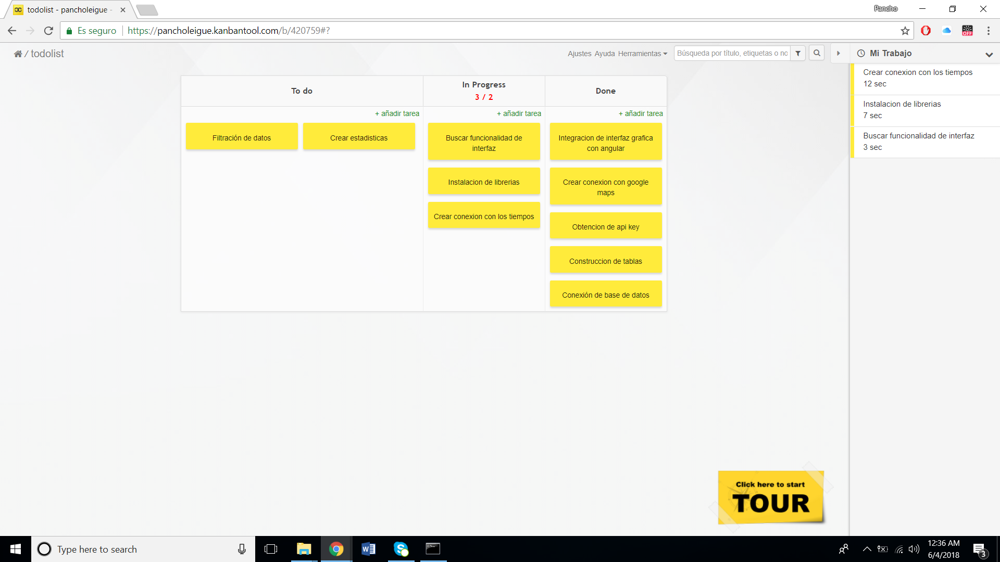 todolist - pancholeigue -
Pancho
Es seguro
https://pancholeigue.kanbantool.com/b/420759#?
OFF
/ todolist
Ajustes Ayuda Herramientas
Búsqueda por título, etiquetas o no
Mi Trabajo
To do
In Progress
3 / 2
Done
+ añadir tarea
+ añadir tarea
+ añadir tarea
Filtración de datos
Crear estadisticas
Buscar funcionalidad de
interfaz
Instalacion de librerias
Crear conexion con los tiempos
Integracion de interfaz grafica
con angular
Crear conexion con google
maps
Obtencion de api key
Construccion de tablas
Conexión de base de datos
Crear conexion con los tiempos
12 sec
Instalacion de librerias
7 sec
Buscar funcionalidad de interfaz
3 sec
Click here to start
TOUR
Type here to search
12:36 AM
6/4/2018
3